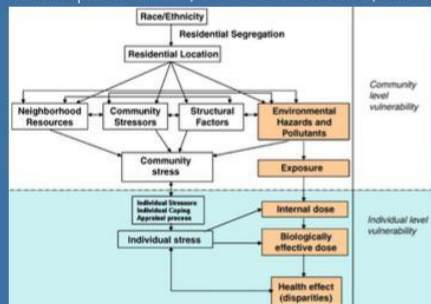 Race/Ethnicity
Residential Segregation
Residential Location
Neighborhood
Resources
Community
Stressors
Structural
Factors
Environmental
Hazards and
Pollutants
Community
level
vulnerability
Community
stress
Exposure
Individual Stressors
Individual Coping
Appraisal process
Internal dose
Individual level
vulnerability
Individual stress
Biologically
effective dose
Health effect
(disparities)